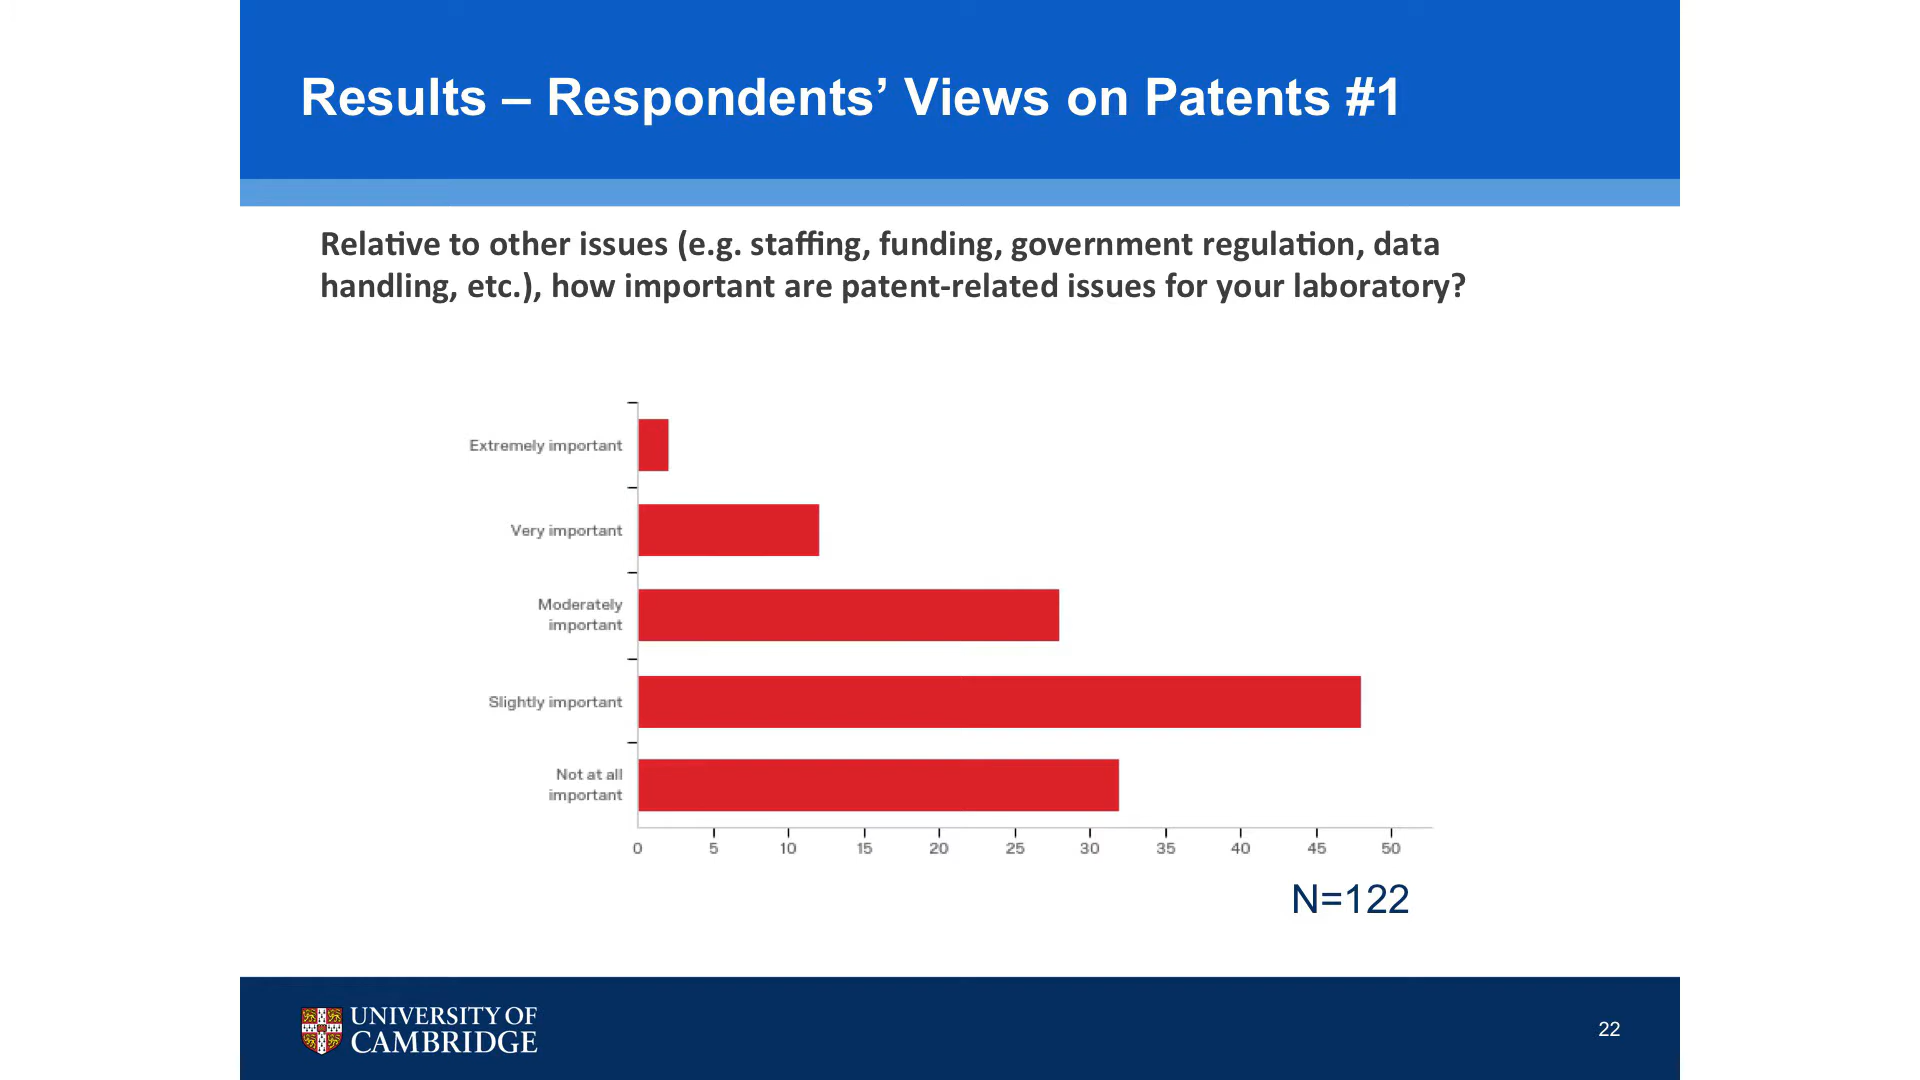 Results – Respondents’ Views on Patents #1
Relative to other issues (e.g. staffing, funding, government regulation, data
handling, etc.), how important are patent-related issues for your laboratory?
Extremely important
Very important
Moderately
important
Slightly important
Not at all
important
0 5 10 15 20 25 30 35 40 45 50
N=122
UNIVERSITY OF
CAMBRIDGE
22